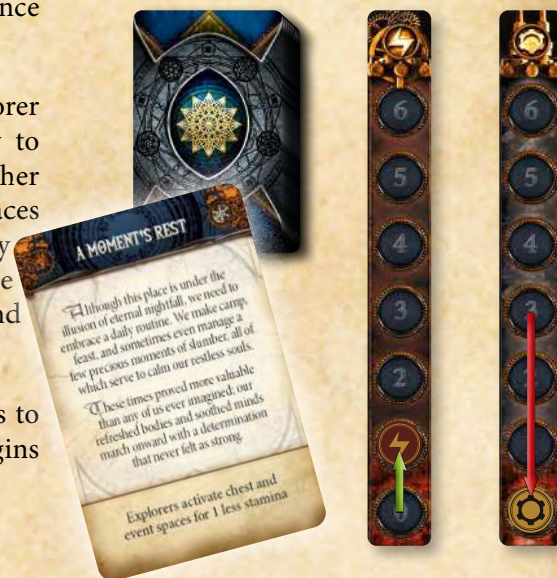 nce
orer
to
ther
aces
y
e
nd
s to
gins
A MOMENT'S REST
Although this place is under the
illusion of eternal nightfall, we need to
embrace a daily routine. We make camp,
feast, and sometimes even manage a
few precious moments of slumber, all of
which serve to calm our restless souls.
These times proved more valuable
than any of us ever imagined: our
refreshed bodies and soothed minds
march onward with a determination
that never felt as strong.
Explorers activate chest and
event spaces for 1 less stamina
6
5
4
3
2
0
6
5
4
3
2